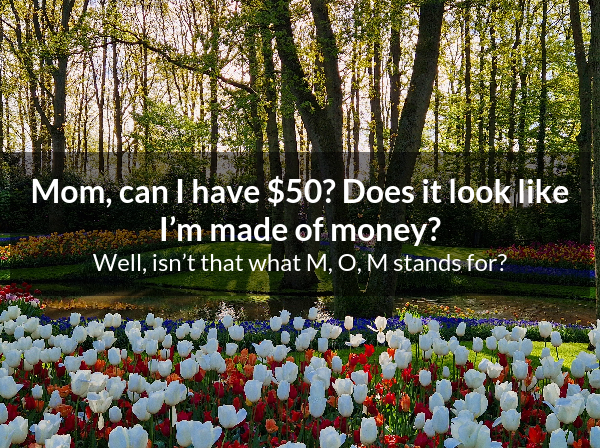 Mom, can I have $50? Does it look like
I’m made of money?
Well, isn’t that what M, O, M stands for?